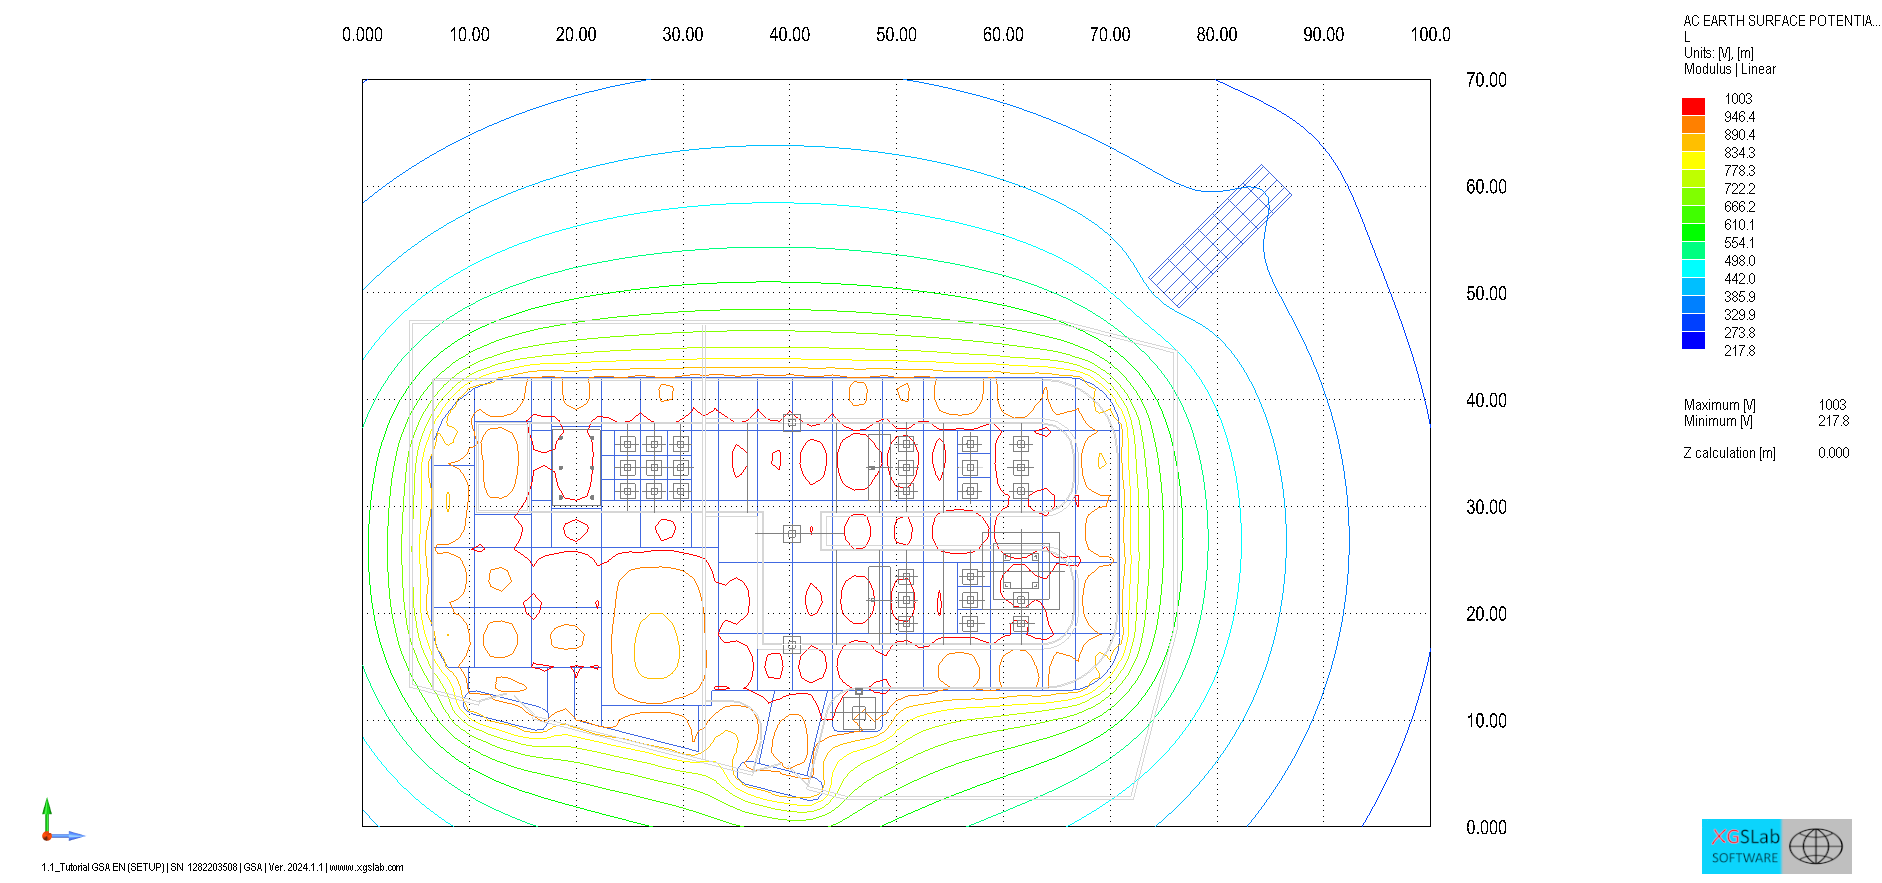 0.000 10.00 20.00 30.00 40.00 50.00 60.00 70.00 80.00 90.00 100.0
70.00
60.00
50.00
40.00
30.00
20.00
10.00
0.000
AC EARTH SURFACE POTENTIA...
L
Units: [V], [m]
Modulus | Linear
1003
946.4
890.4
834.3
778.3
722.2
666.2
610.1
554.1
498.0
442.0
385.9
329.9
273.8
217.8
Maximum [V] 1003
Minimum [V] 217.8
Z calculation [m] 0.000
XGSLab
SOFTWARE
1.1_Tutorial GSA EN (SETUP) | SN 1282203508 | GSA | Ver. 2024.1.1 | www.xgslab.com